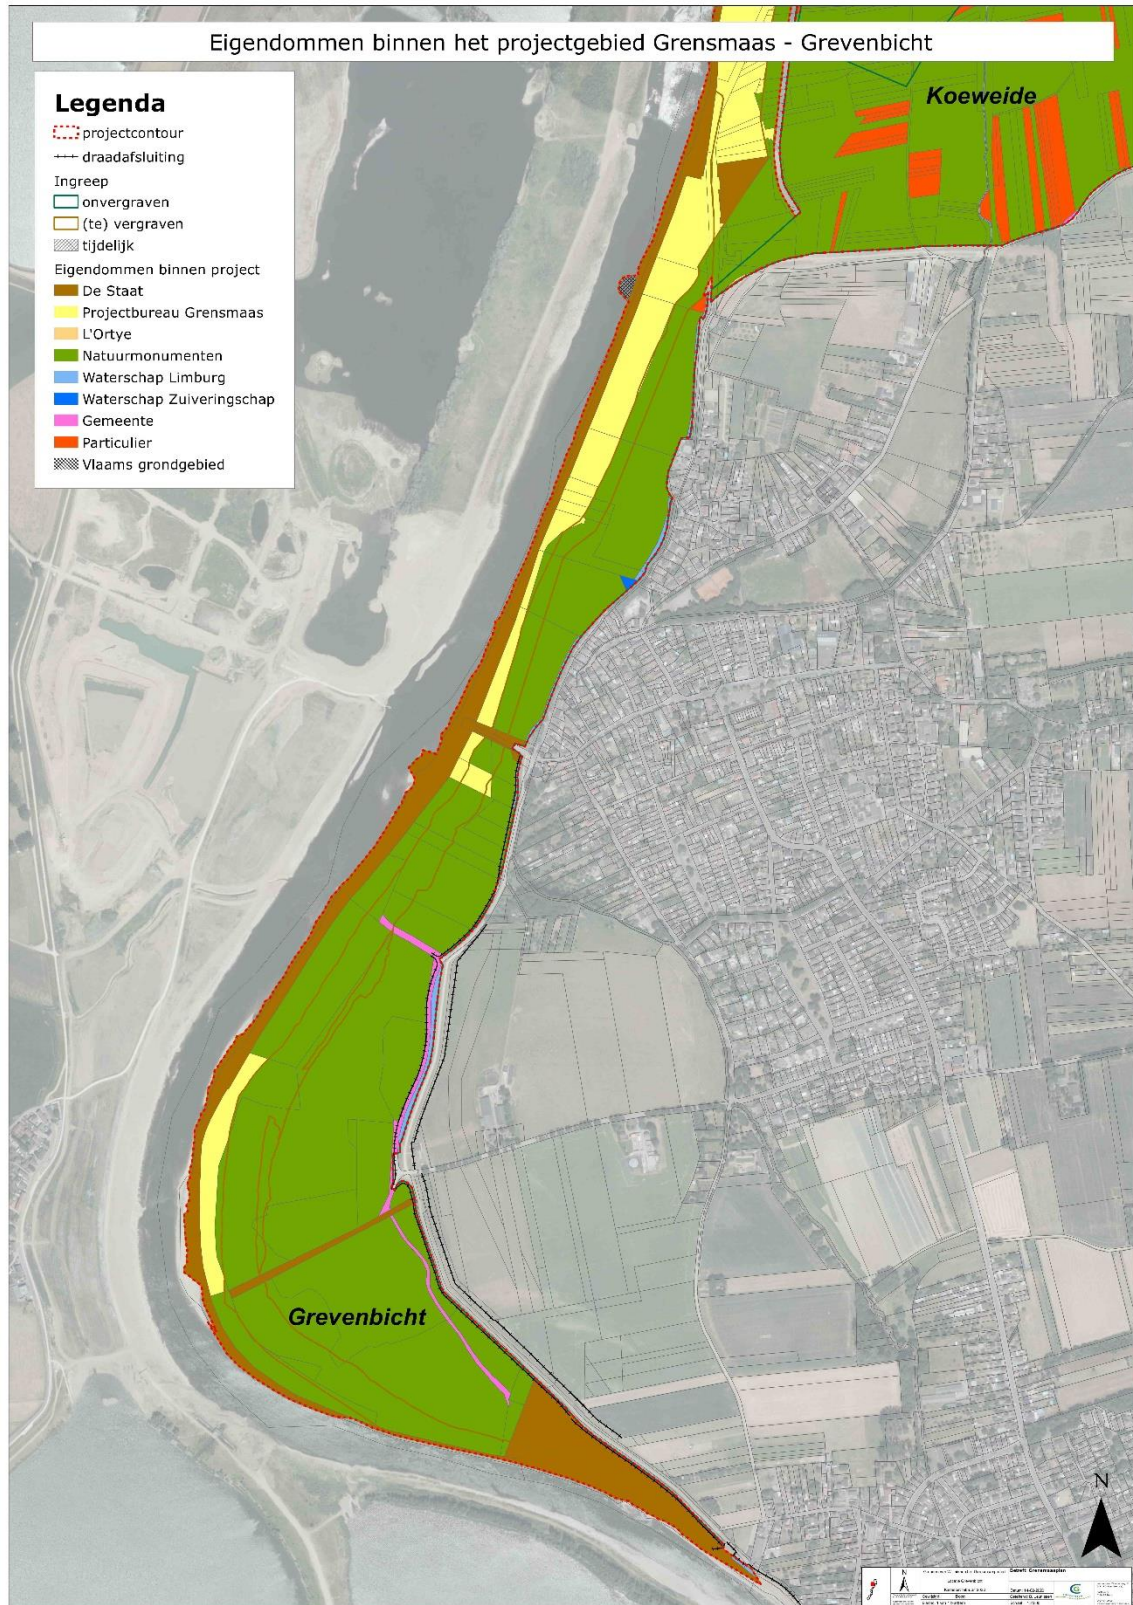 Eigendommen binnen het projectgebied Grensmaas - Grevenbicht
Koeweide
Legenda
projectcontour
draadafsluiting
Ingreep
onvergraven
(te) vergraven
tijdelijk
Eigendommen binnen project
De Staat
Projectbureau Grensmaas
L'Ortye
Natuurmonumenten
Waterschap Limburg
Waterschap Zuiveringschap
Gemeente
Particulier
Vlaams grondgebied
Grevenbicht
N
N